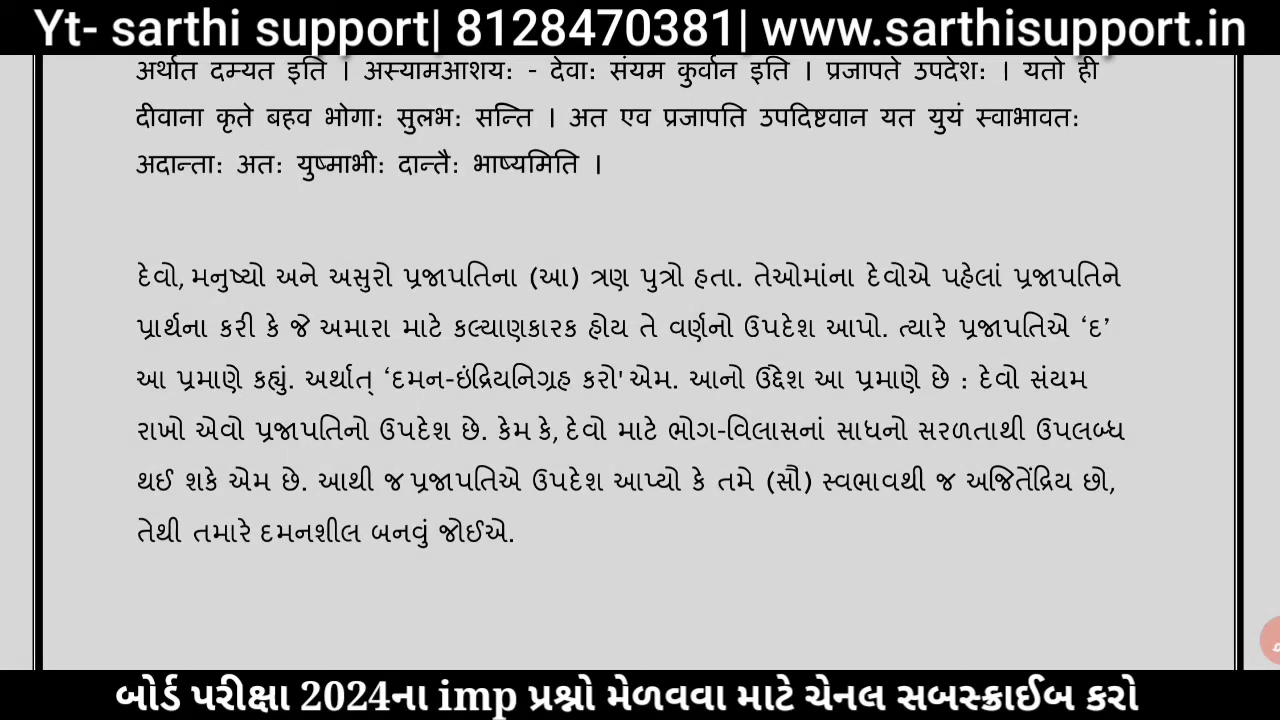 Yt- sarthi support| 8128470381| www.sarthisupport.in
अर्थात दम्यत इति । अस्यामआशयः - देवाः संयम कुर्वान इति । प्रजापते उपदेशः । यतो ही
दीवाना कृते बहव भोगाः सुलभः सन्ति । अत एव प्रजापति उपदिष्टवान यत युयं स्वाभावतः
अदान्ताः अतः युष्माभीः दान्तैः भाष्यमिति ।
દેવો, મનુષ્યો અને અસુરો પ્રજાપતિના (આ) ત્રણ પુત્રો હતા. તેઓમાંના દેવોએ પહેલાં પ્રજાપતિને
પ્રાર્થના કરી કે જે અમારા માટે કલ્યાણકારક હોય તે વર્ણનો ઉપદેશ આપો. ત્યારે પ્રજાપતિએ ‘દ’
આ પ્રમાણે કહ્યું. અર્થાત્ ‘દમન-ઇંદ્રિયનિગ્રહ કરો' એમ. આનો ઉદ્દેશ આ પ્રમાણે છે : દેવો સંયમ
રાખો એવો પ્રજાપતિનો ઉપદેશ છે. કેમ કે, દેવો માટે ભોગ-વિલાસનાં સાધનો સરળતાથી ઉપલબ્ધ
થઈ શકે એમ છે. આથી જ પ્રજાપતિએ ઉપદેશ આપ્યો કે તમે (સૌ) સ્વભાવથી જ અજિતેંદ્રિય છો,
તેથી તમારે દમનશીલ બનવું જોઈએ.
બોર્ડ પરીક્ષા 2024ના imp પ્રશ્નો મેળવવા માટે ચેનલ સબસ્ક્રાઈબ કરો